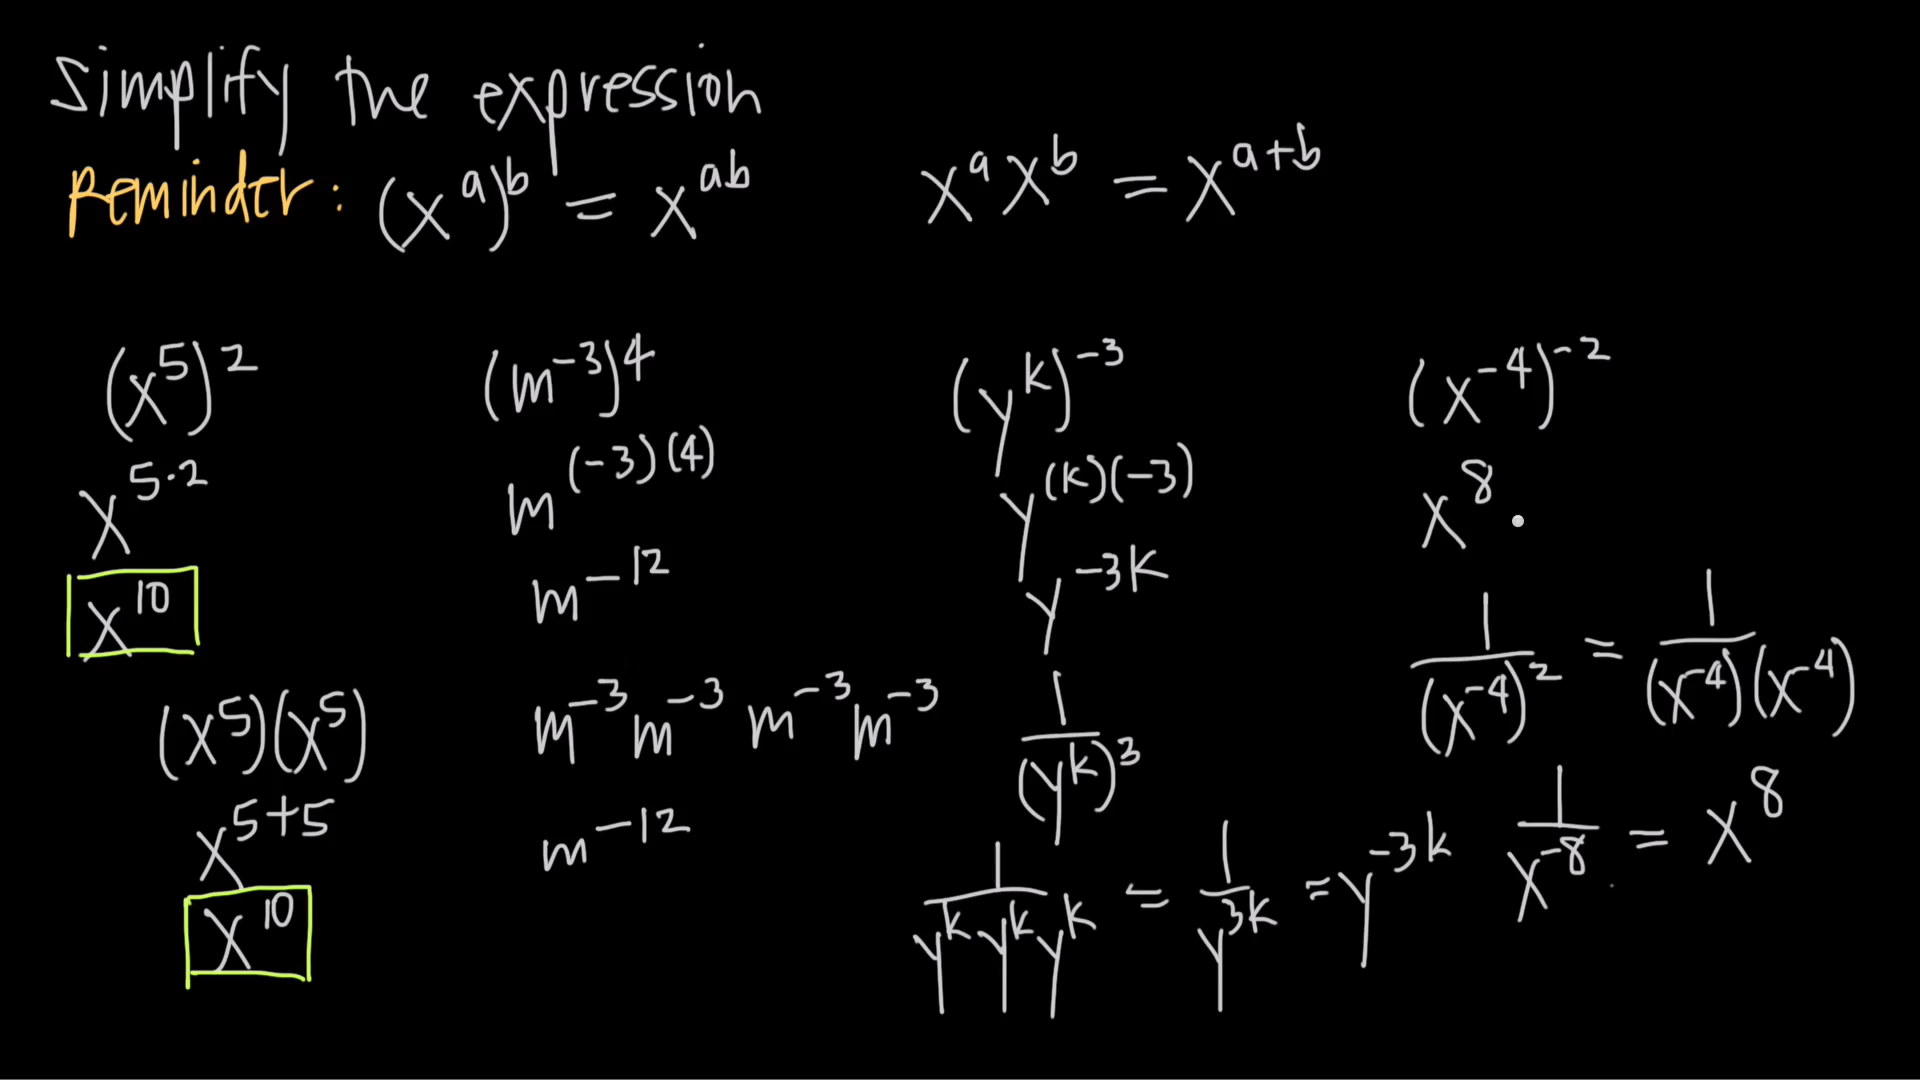 Simplify the expression
Reminder: (x^a)^b = x^{ab}
x^a x^b = x^{a+b}
(x^5)^2
x^{5·2}
x^{10}
(x^5)(x^5)
x^{5+5}
x^{10}
(m^{-3})^4
m^{(-3)(4)}
m^{-12}
m^{-3} m^{-3} m^{-3} m^{-3}
m^{-12}
(y^k)^{-3}
y^{(k)(-3)}
y^{-3k}
1/(y^k)^3
1/(y^k y^k y^k) = 1/y^{3k} = y^{-3k}
(x^{-4})^{-2}
x^8
1/(x^{-4})^2 = 1/((x^{-4})(x^{-4}))
1/x^{-8} = x^8